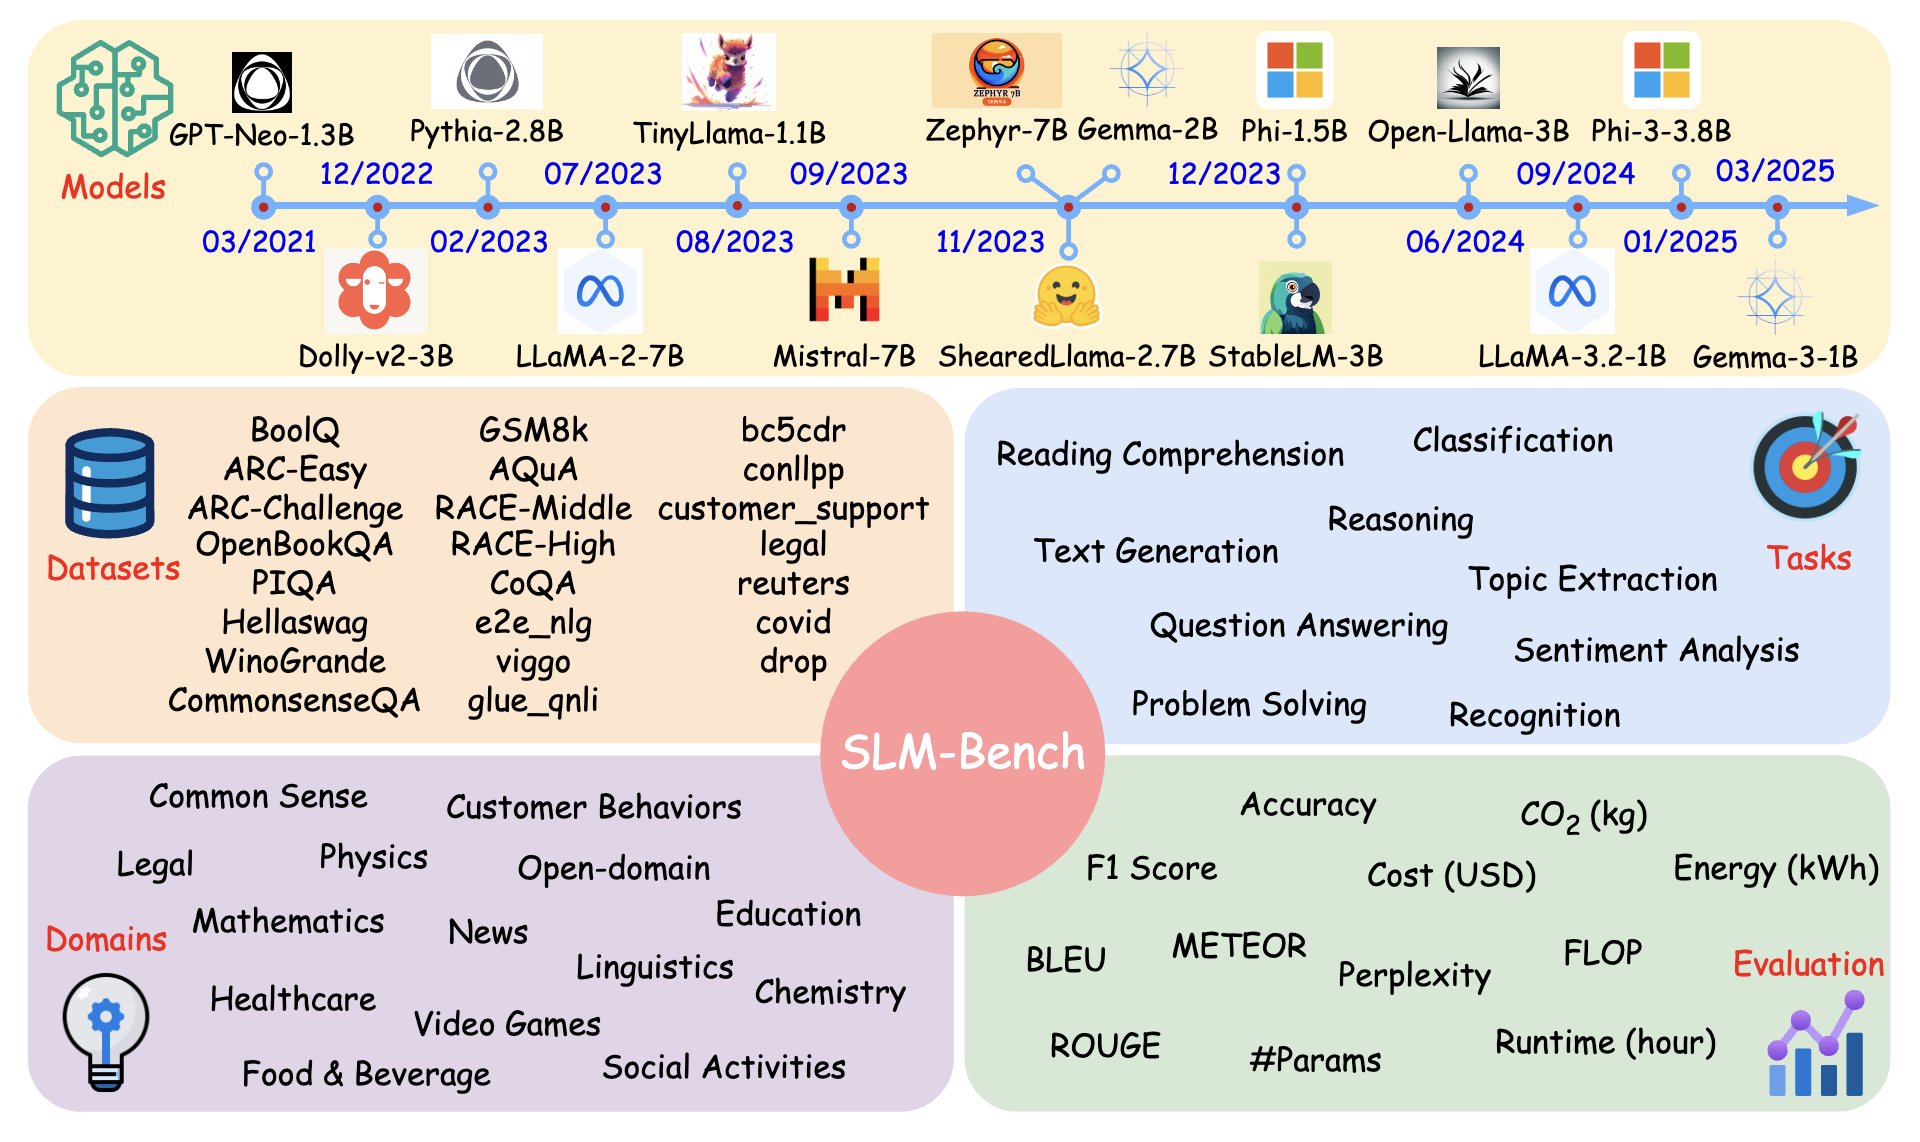 ZEPHYR 7B
GEMMA
GPT-Neo-1.3B
Pythia-2.8B
TinyLlama-1.1B
Zephyr-7B
Gemma-2B
Phi-1.5B
Open-Llama-3B
Phi-3-3.8B
Models
12/2022
07/2023
09/2023
12/2023
09/2024
03/2025
03/2021
02/2023
08/2023
11/2023
06/2024
01/2025
Dolly-v2-3B
LLaMA-2-7B
Mistral-7B
ShearedLlama-2.7B
StableLM-3B
LLaMA-3.2-1B
Gemma-3-1B
Datasets
BoolQ
ARC-Easy
ARC-Challenge
OpenBookQA
PIQA
Hellaswag
WinoGrande
CommonsenseQA
GSM8k
AQuA
RACE-Middle
RACE-High
CoQA
e2e_nlg
viggo
glue_qnli
bc5cdr
conllpp
customer_support
legal
reuters
covid
drop
Reading Comprehension
Classification
Reasoning
Text Generation
Tasks
Topic Extraction
Question Answering
Sentiment Analysis
Problem Solving
Recognition
SLM-Bench
Common Sense
Customer Behaviors
Legal
Physics
Open-domain
Mathematics
News
Education
Domains
Linguistics
Healthcare
Chemistry
Video Games
Food & Beverage
Social Activities
Accuracy
CO2 (kg)
F1 Score
Cost (USD)
Energy (kWh)
BLEU
METEOR
Perplexity
FLOP
Evaluation
ROUGE
#Params
Runtime (hour)